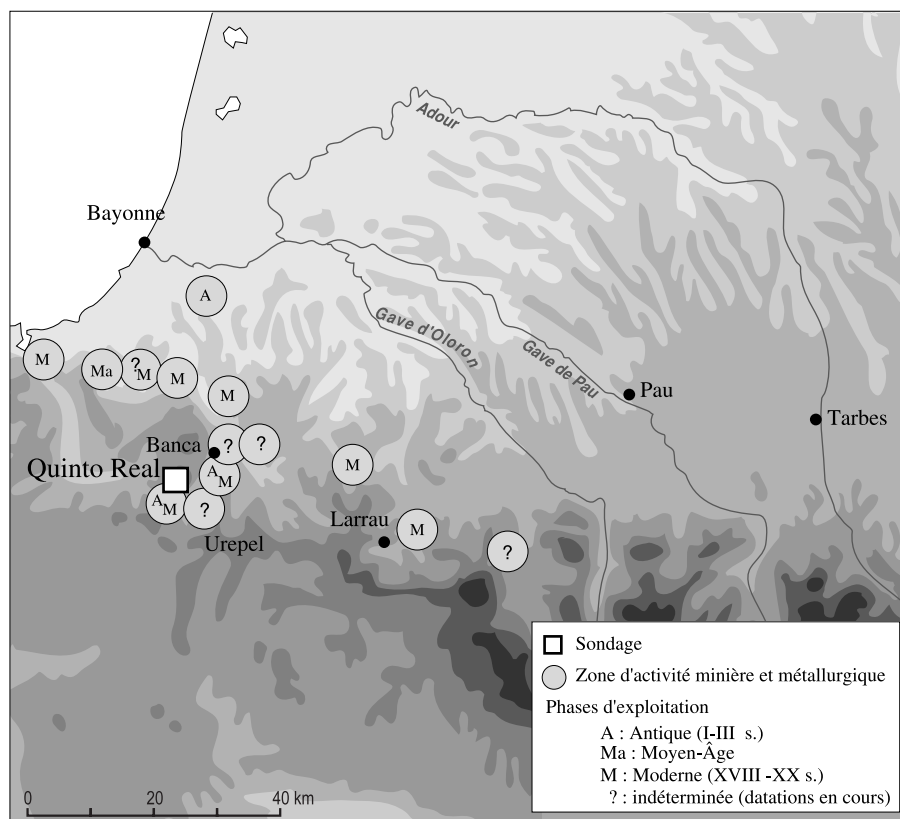 Adour
Bayonne
A
Gave d'Oloron
M
Ma
? M
M
M
Gave de Pau
Pau
Tarbes
Banca
?
?
Quinto Real
A M
M
A M
?
Urepel
Larrau
M
?
Sondage
Zone d'activité minière et métallurgique
Phases d'exploitation
A : Antique (I-III s.)
Ma : Moyen-Âge
M : Moderne (XVIII -XX s.)
? : indéterminée (datations en cours)
0 20 40 km